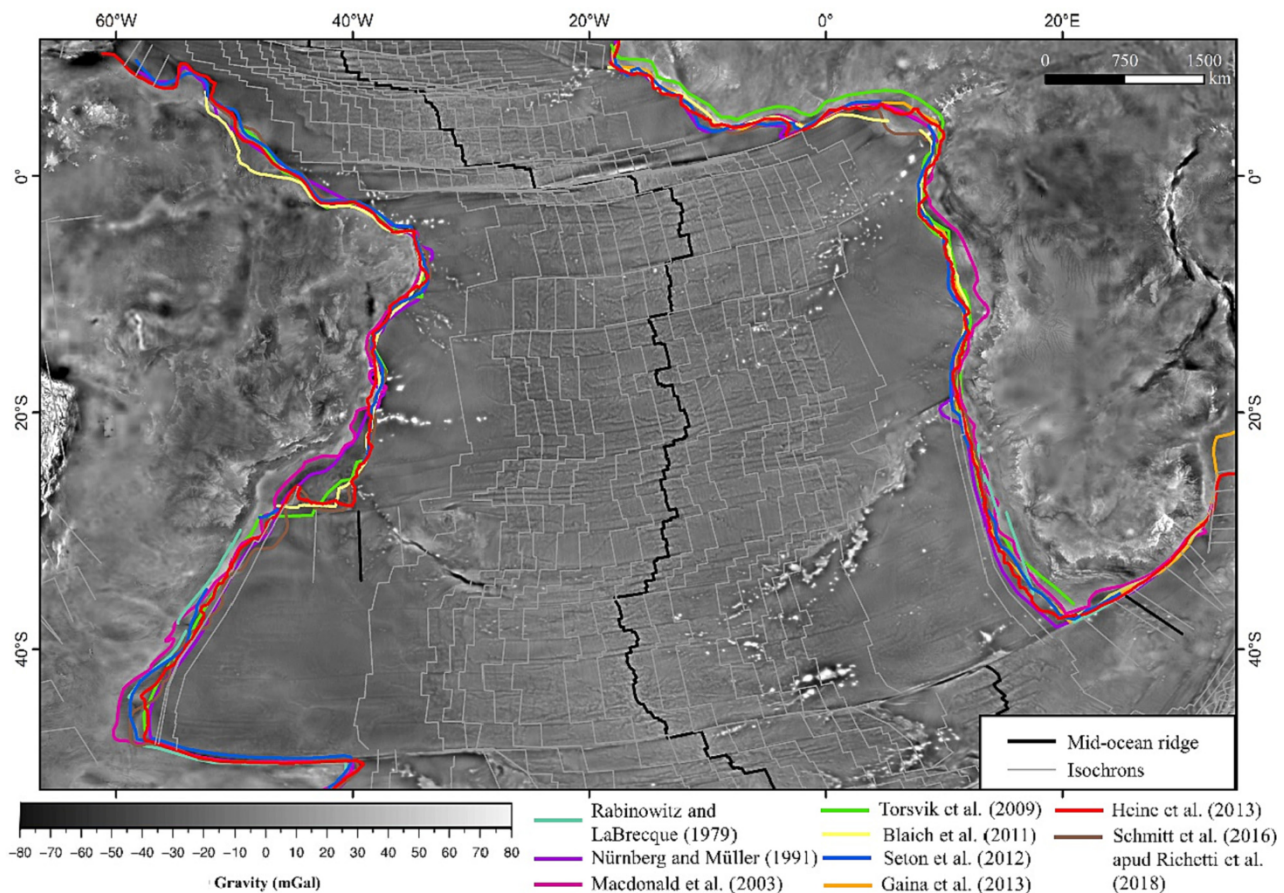 60°W 40°W 20°W 0° 20°E
0 750 1500
km
0° 0°
20°S 20°S
40°S 40°S
Mid-ocean ridge
Isochrons
−80 −70 −60 −50 −40 −30 −20 −10 0 10 20 30 40 50 60 70 80
Gravity (mGal)
Rabinowitz and
LaBrecque (1979)
Nürnberg and Müller (1991)
Macdonald et al. (2003)
Torsvik et al. (2009)
Blaich et al. (2011)
Seton et al. (2012)
Gaina et al. (2013)
Heine et al. (2013)
Schmitt et al. (2016)
apud Richetti et al.
(2018)